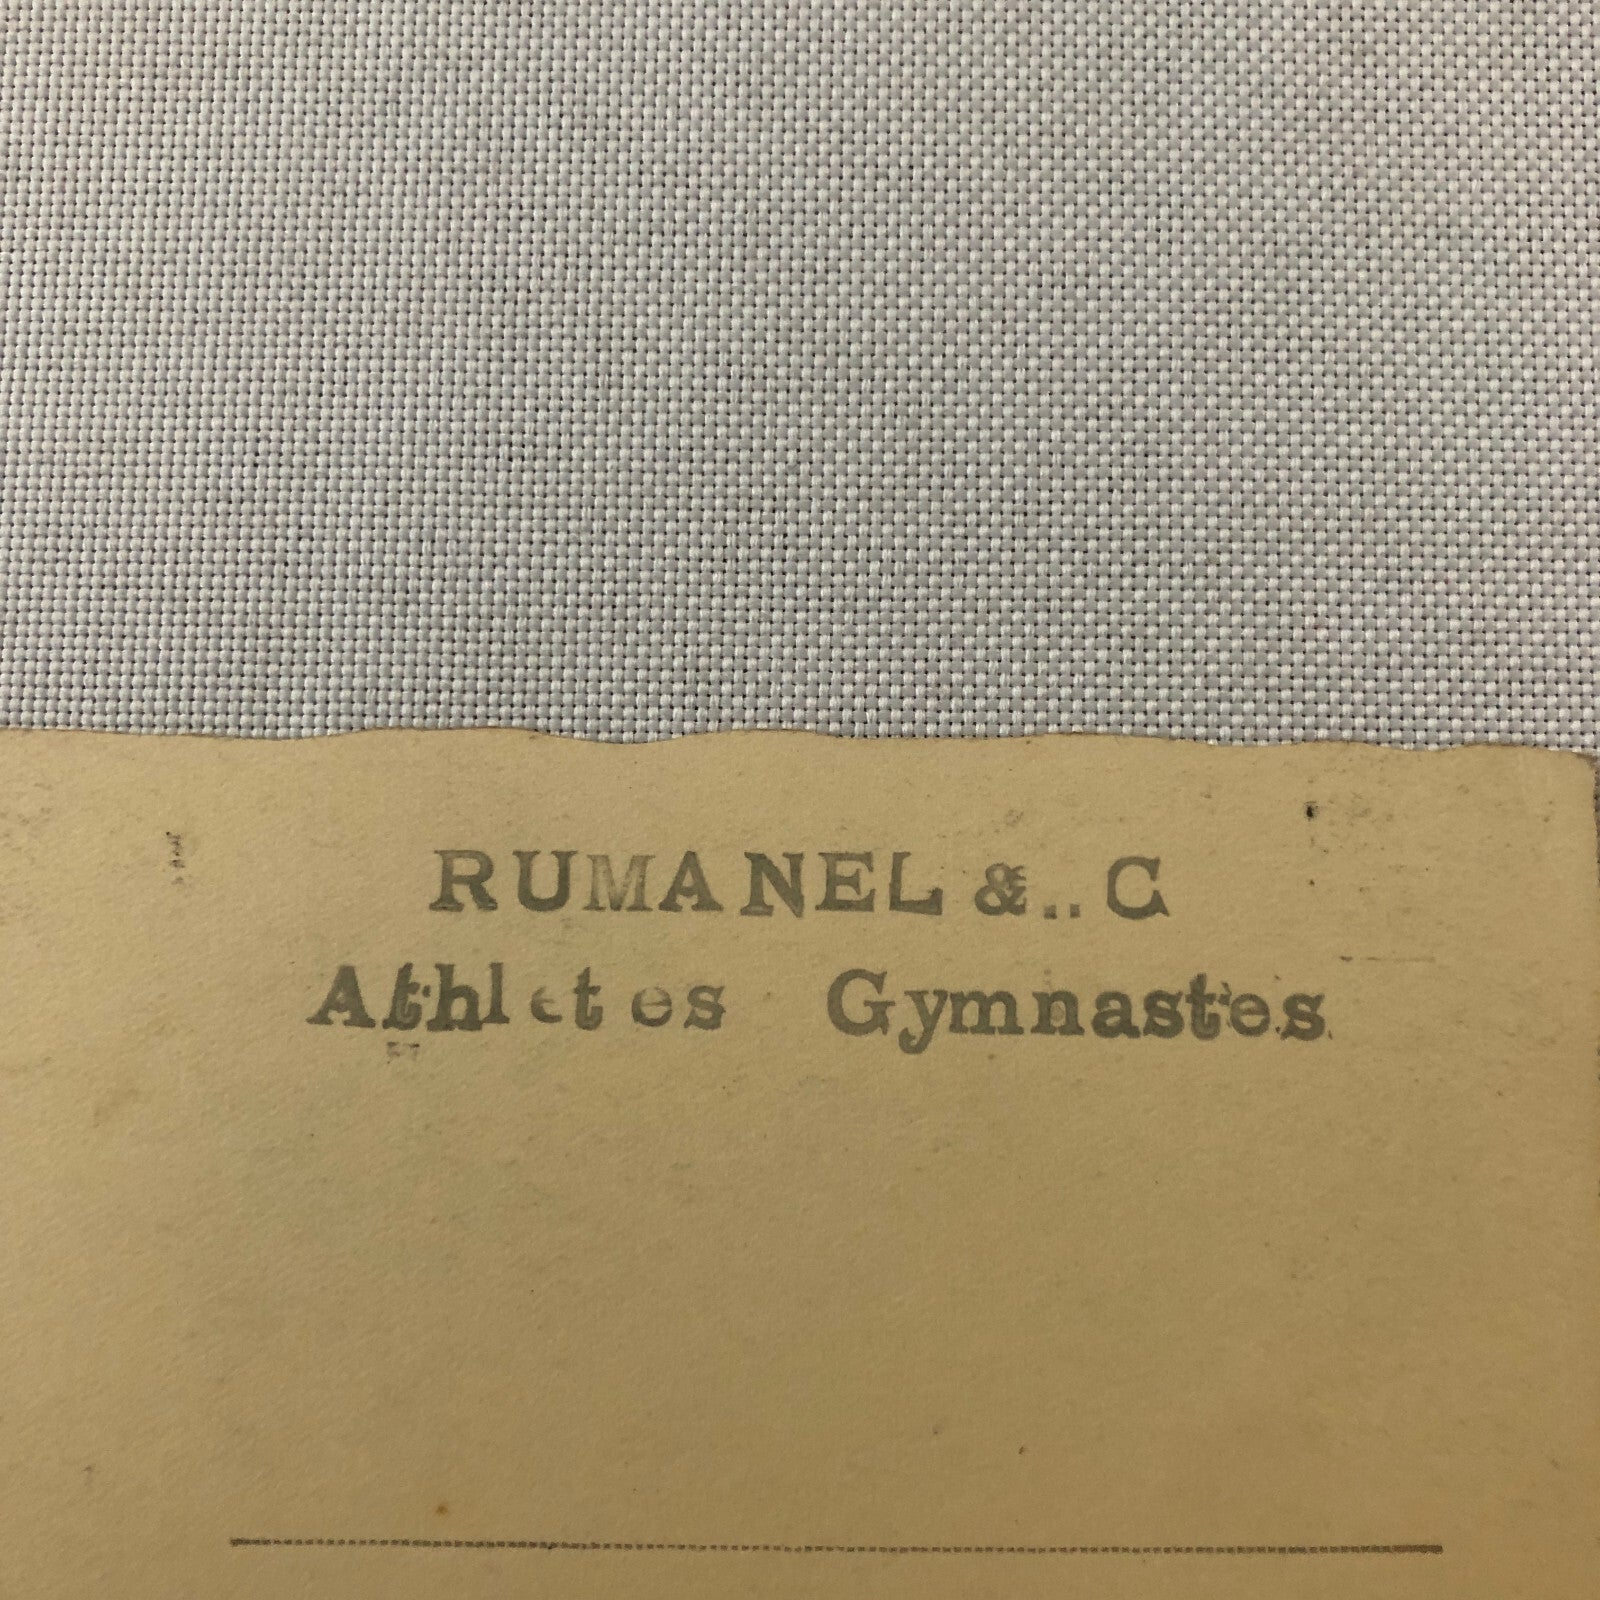 RUMANEL & .. C
Athletes Gymnastes